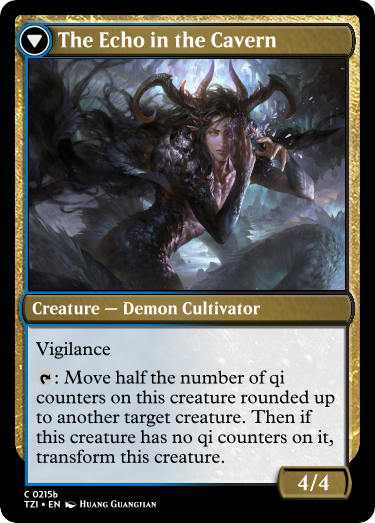 The Echo in the Cavern
Creature — Demon Cultivator
Vigilance
: Move half the number of qi
counters on this creature rounded up
to another target creature. Then if
this creature has no qi counters on it,
transform this creature.
4/4
C 0215b
TZI • EN Huang Guangjian